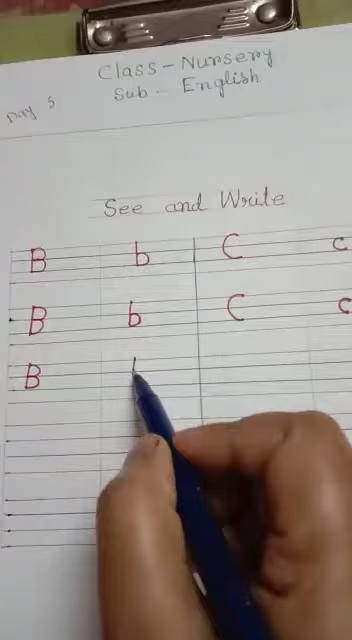 Class - Nursery
Sub - English
Day 5
See and Write
B b C c
B b C c
B